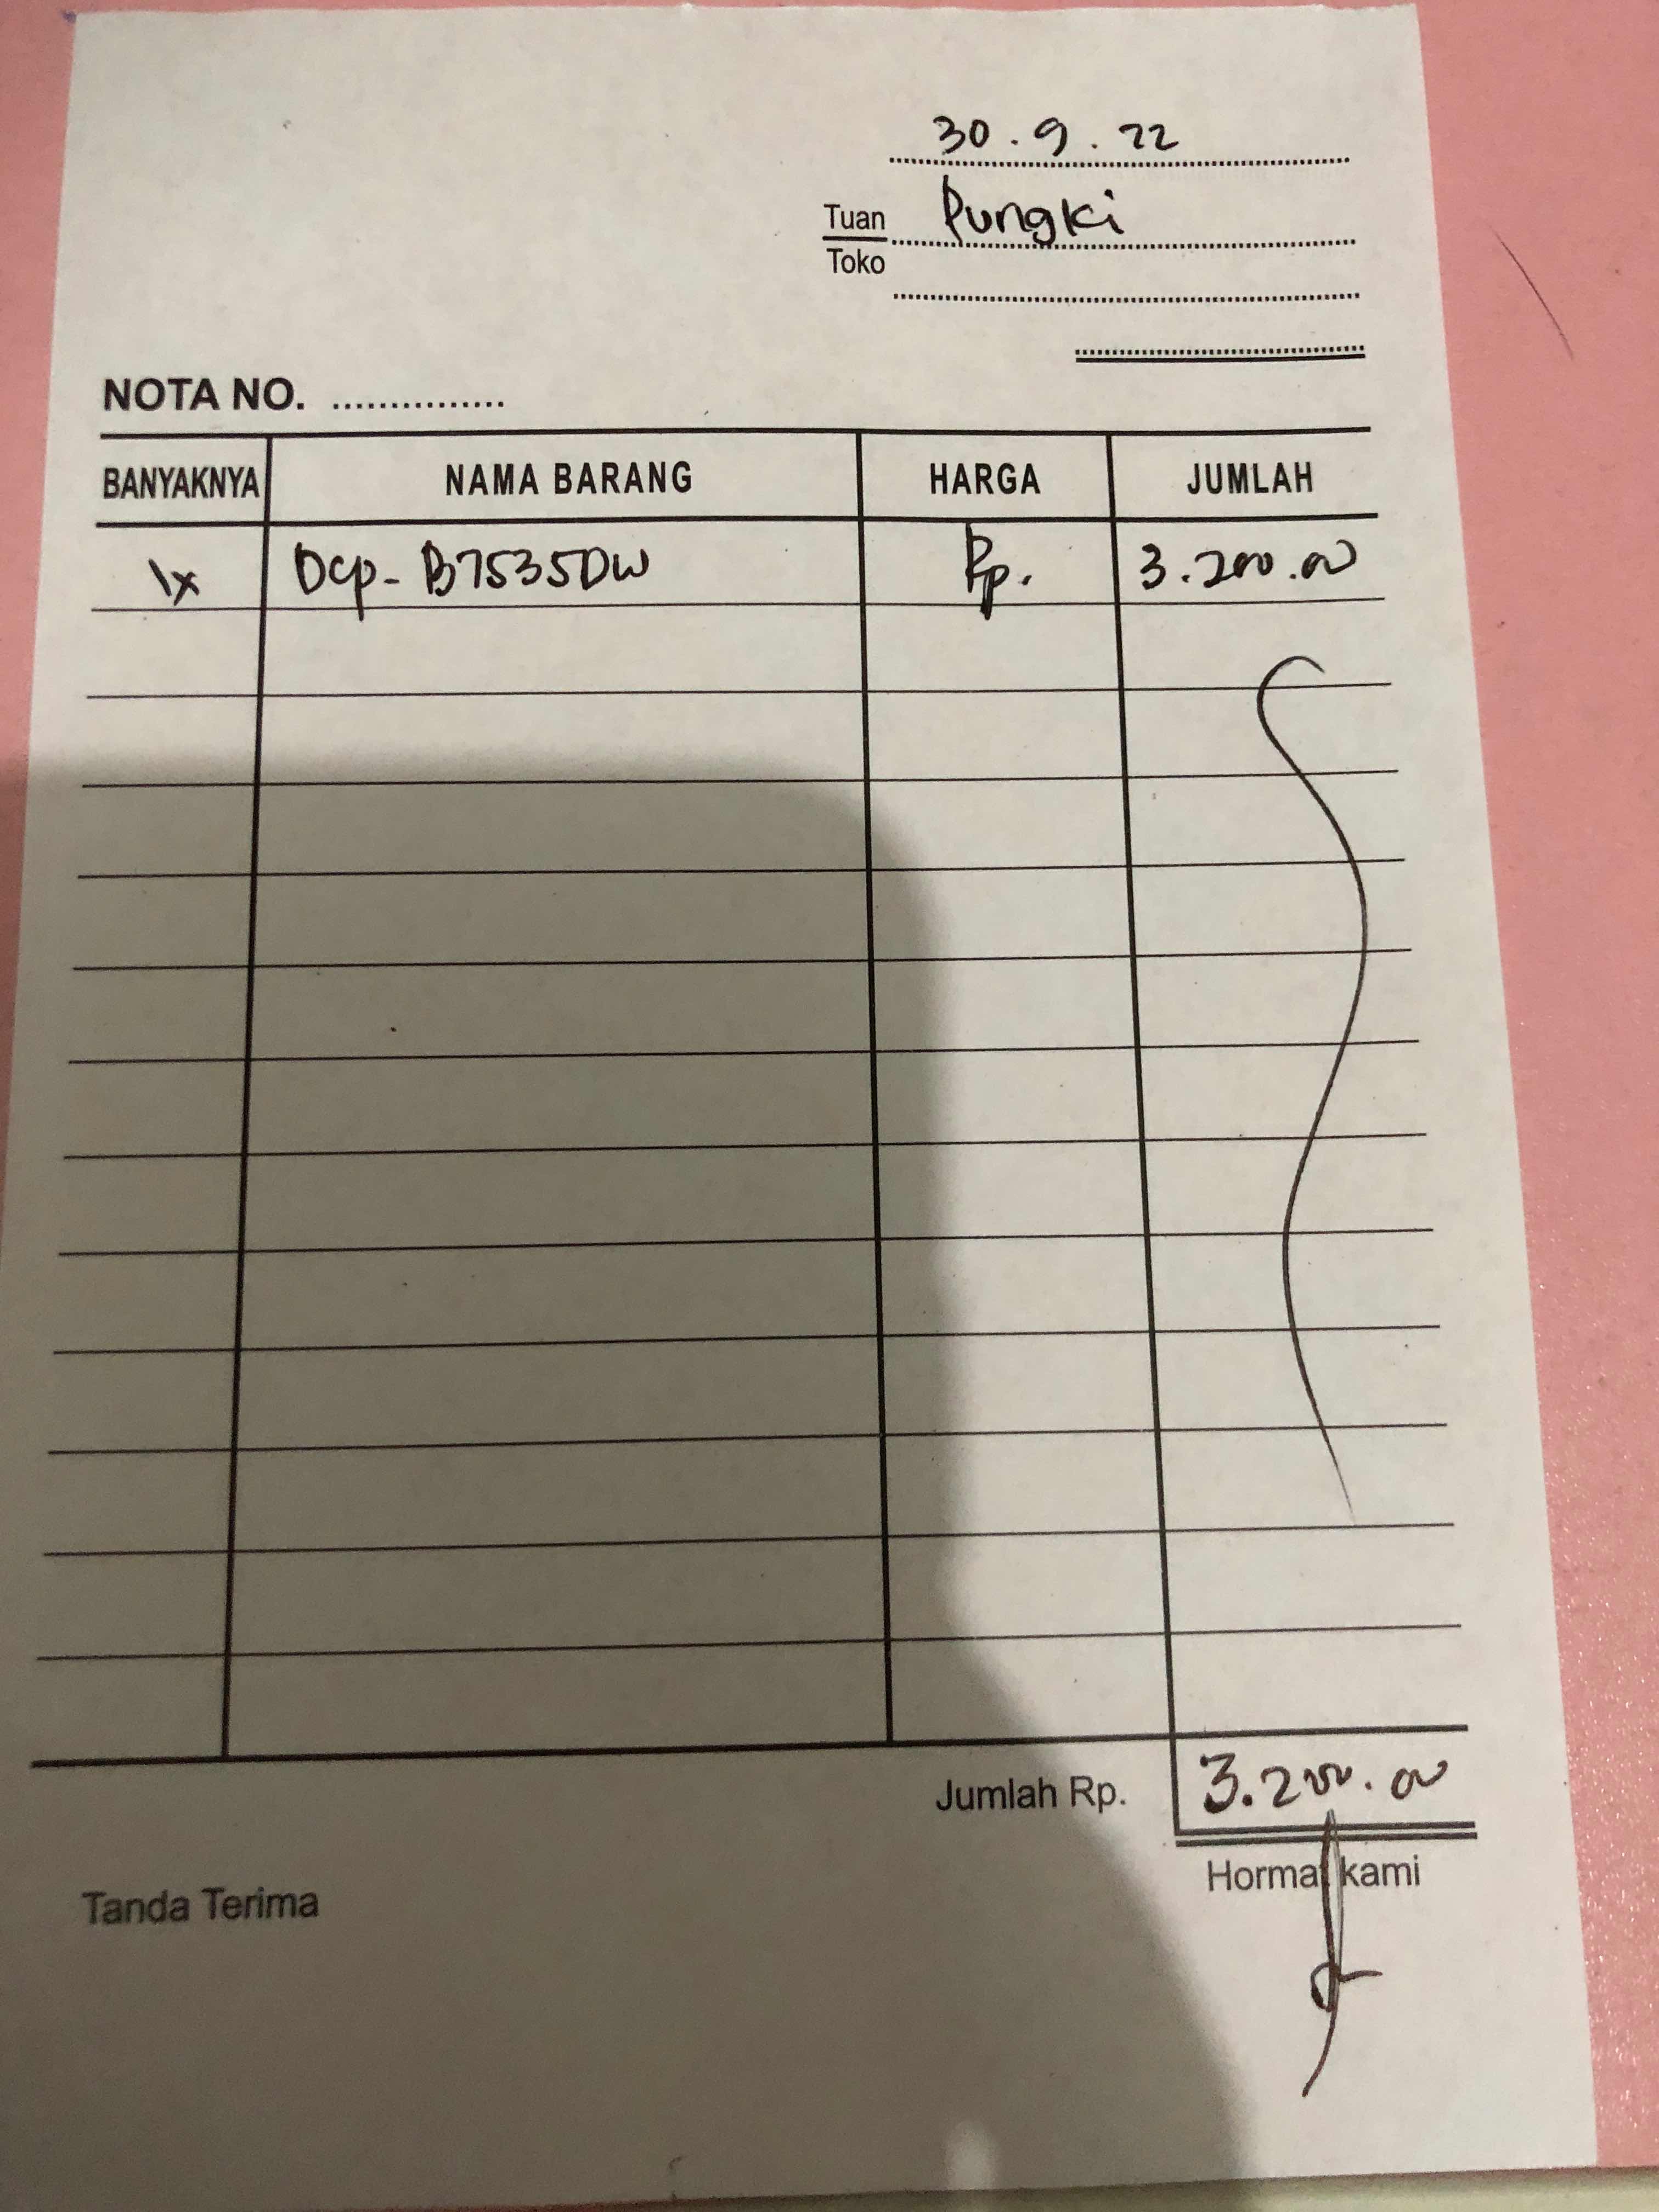 30.9.22
Tuan Pungki
Toko
NOTA NO. ...............
BANYAKNYA NAMA BARANG HARGA JUMLAH
1x Dcp-B7535DW Rp. 3.200.00
Jumlah Rp. 3.200.00
Tanda Terima Hormat kami